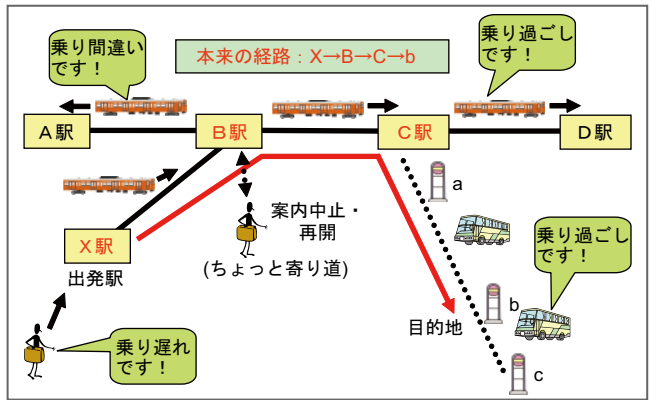 乗り間違い
です！
本来の経路：X→B→C→b
乗り過ごし
です！
A駅
B駅
C駅
D駅
a
X駅
出発駅
案内中止・
再開
(ちょっと寄り道)
乗り過ごし
です！
b
目的地
乗り遅れ
です！
c